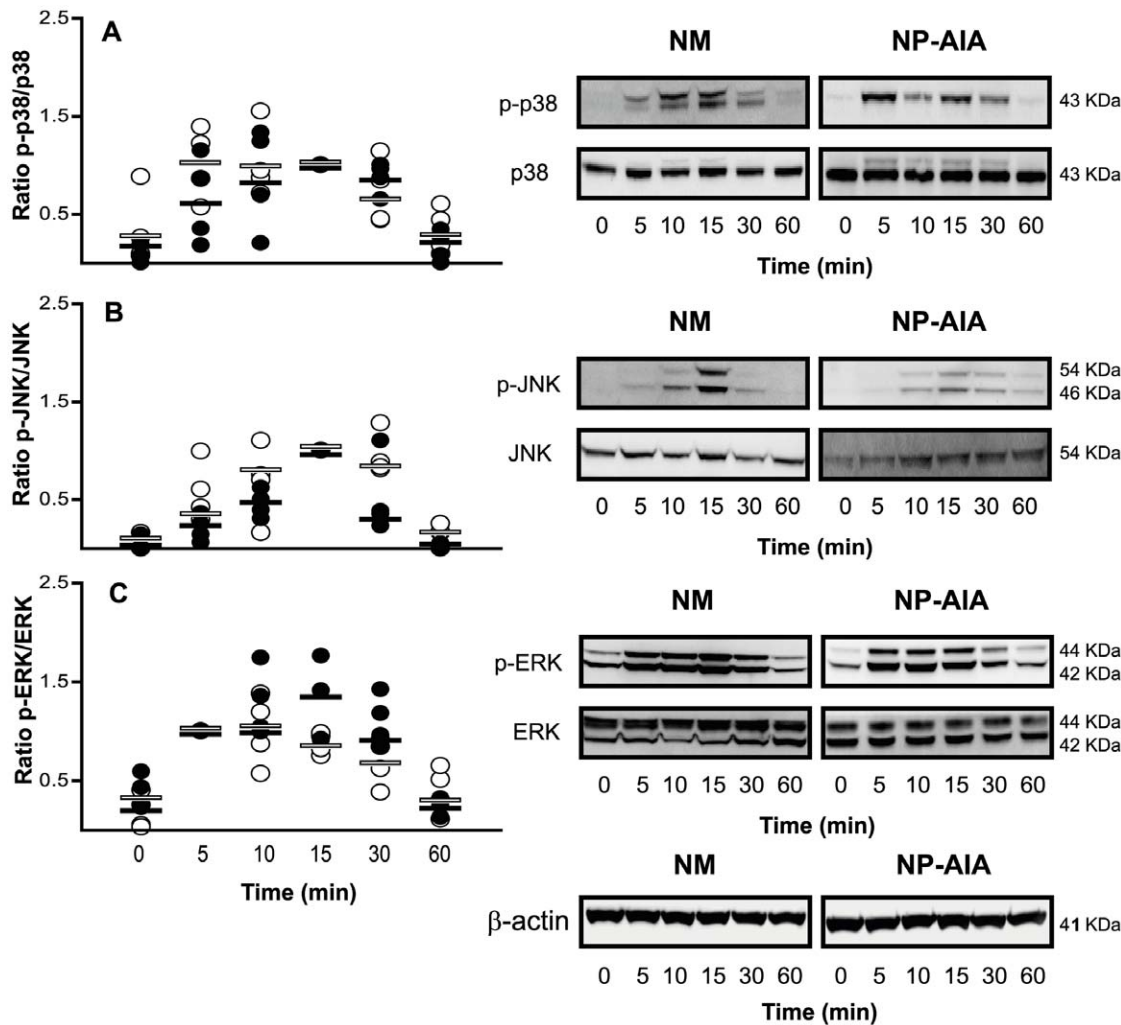 A
Ratio p-p38/p38
2.5
1.5
0.5
NM NP-AIA
p-p38 43 KDa
p38 43 KDa
0 5 10 15 30 60 0 5 10 15 30 60
Time (min)
B
Ratio p-JNK/JNK
2.5
1.5
0.5
NM NP-AIA
p-JNK 54 KDa
46 KDa
JNK 54 KDa
0 5 10 15 30 60 0 5 10 15 30 60
Time (min)
C
Ratio p-ERK/ERK
2.5
1.5
0.5
0 5 10 15 30 60
Time (min)
NM NP-AIA
p-ERK 44 KDa
42 KDa
ERK 44 KDa
42 KDa
0 5 10 15 30 60 0 5 10 15 30 60
Time (min)
NM NP-AIA
β-actin 41 KDa
0 5 10 15 30 60 0 5 10 15 30 60
Time (min)